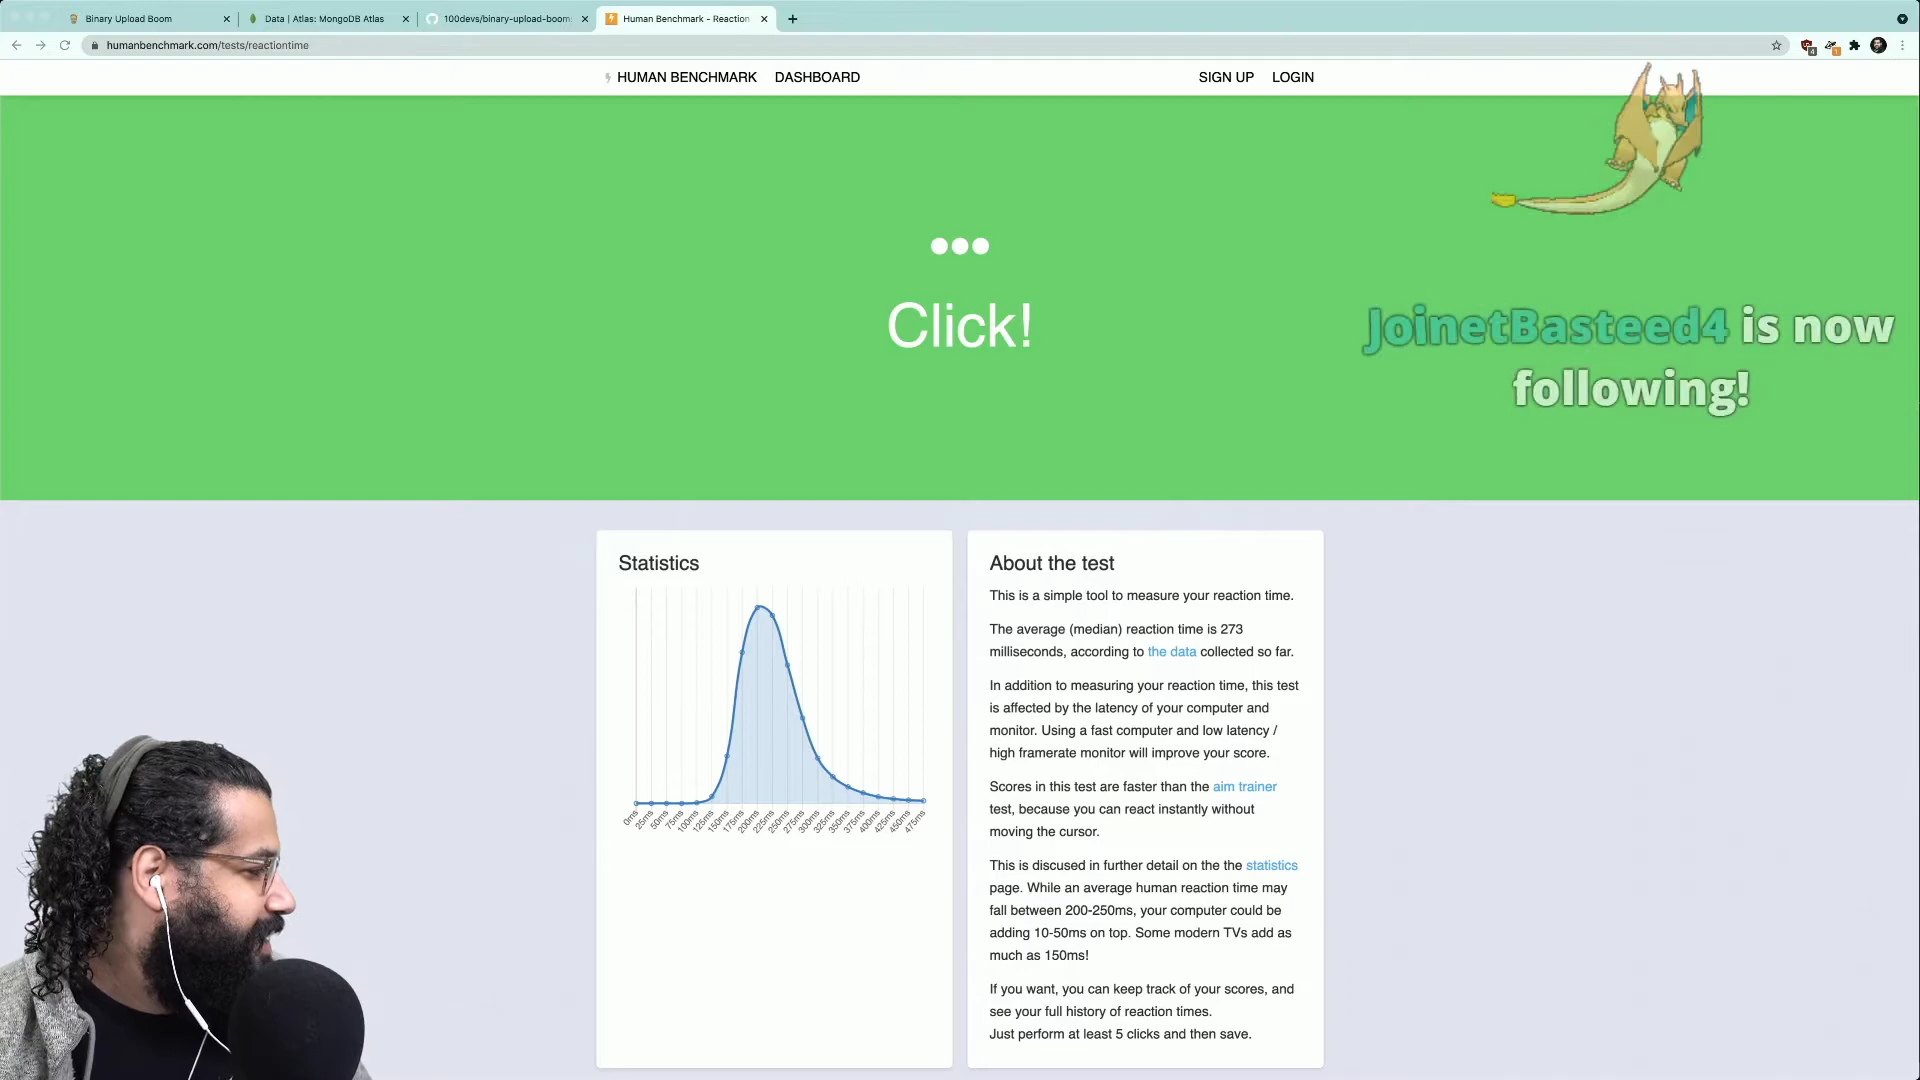 Binary Upload Boom
Data | Atlas: MongoDB Atlas
100devs/binary-upload-boom:
Human Benchmark - Reaction
humanbenchmark.com/tests/reactiontime
4
1
HUMAN BENCHMARK
DASHBOARD
SIGN UP
LOGIN
Click!
JoinetBasteed4 is now
following!
Statistics
0ms
25ms
50ms
75ms
100ms
125ms
150ms
175ms
200ms
225ms
250ms
275ms
300ms
325ms
350ms
375ms
400ms
425ms
450ms
475ms
About the test
This is a simple tool to measure your reaction time.
The average (median) reaction time is 273
milliseconds, according to the data collected so far.
In addition to measuring your reaction time, this test
is affected by the latency of your computer and
monitor. Using a fast computer and low latency /
high framerate monitor will improve your score.
Scores in this test are faster than the aim trainer
test, because you can react instantly without
moving the cursor.
This is discused in further detail on the the statistics
page. While an average human reaction time may
fall between 200-250ms, your computer could be
adding 10-50ms on top. Some modern TVs add as
much as 150ms!
If you want, you can keep track of your scores, and
see your full history of reaction times.
Just perform at least 5 clicks and then save.